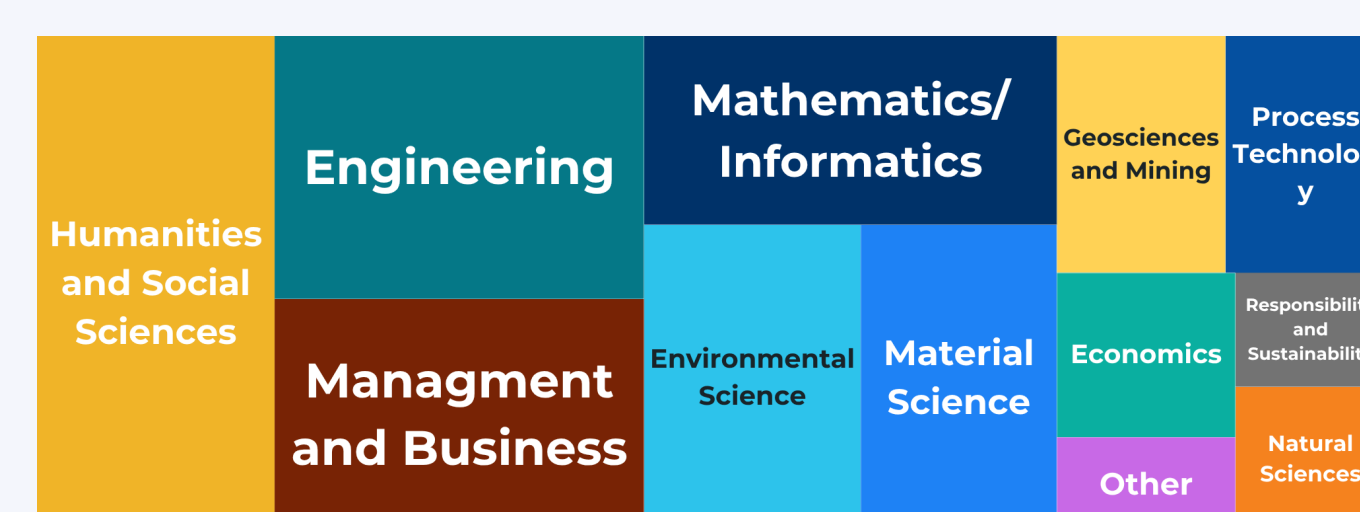 Humanities
and Social
Sciences
Engineering
Managment
and Business
Mathematics/
Informatics
Environmental
Science
Material
Science
Geosciences
and Mining
Process
Technolo
y
Economics
Other
Responsibilit
and
Sustainabilit
Natural
Sciences